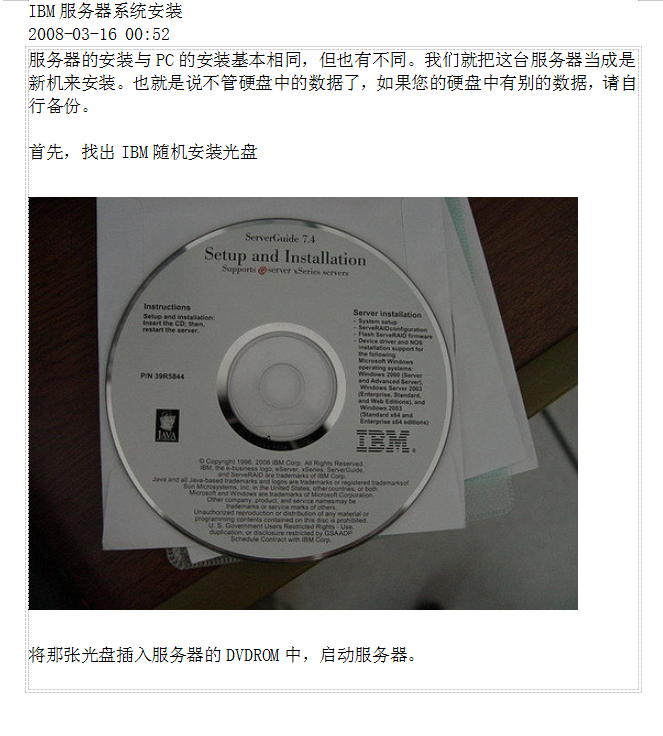 IBM 服务器系统安装
2008-03-16 00:52
服务器的安装与 PC 的安装基本相同，但也有不同。我们就把这台服务器当成是
新机来安装。也就是说不管硬盘中的数据了，如果您的硬盘中有别的数据，请自
行备份。
首先，找出 IBM 随机安装光盘
ServerGuide 7.4
Setup and Installation
Supports eserver xSeries servers
Instructions
Setup and installation:
Insert the CD; then,
restart the server.
P/N 39R5844
Server installation
- System setup
- ServeRAIDconfiguration
- Flash ServeRAID firmware
- Device driver and NOS
installation support for
the following
Microsoft Windows
operating systems:
Windows 2000 (Server
and Advanced Server),
Windows Server 2003
(Enterprise, Standard,
and Web Editions), and
Windows 2003
(Standard x64 and
Enterprise x64 editions)
JAVA
IBM®
© Copyright 1996, 2006 IBM Corp. All Rights Reserved.
IBM, the e-business logo, eServer, xSeries, ServerGuide,
and ServeRAID are trademarks of IBM Corp.
Java and all Java-based trademarks and logos are trademarks or registered trademarksof
Sun Microsystems, Inc. in the United States, othercountries, or both.
Microsoft and Windows are trademarks of Microsoft Corporation.
Other company, product, and service namesmay be
trademarks or service marks of others.
Unauthorized reproduction or distribution of any material or
programming contents contained on this disc is prohibited.
U. S. Government Users Restricted Rights - Use,
duplication, or disclosure restricted by GSAADP
Schedule Contract with IBM Corp.
将那张光盘插入服务器的 DVDROM 中，启动服务器。